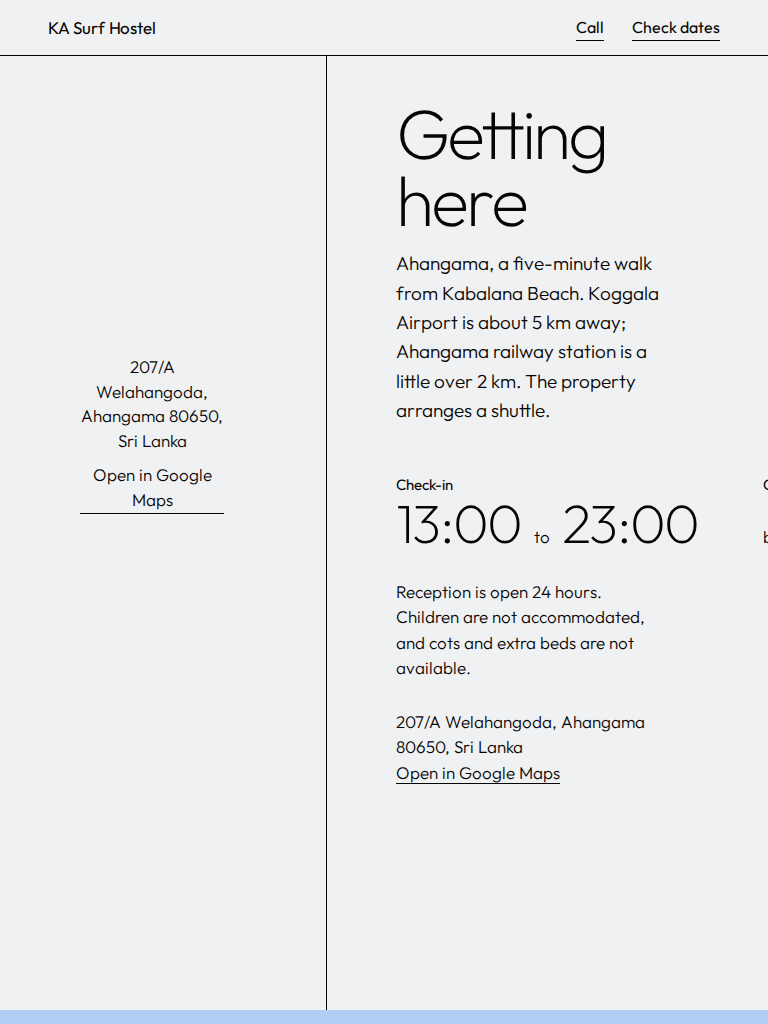 KA Surf Hostel
Call
Check dates
207/A
Welahangoda,
Ahangama 80650,
Sri Lanka
Open in Google
Maps
Getting
here
Ahangama, a five-minute walk
from Kabalana Beach. Koggala
Airport is about 5 km away;
Ahangama railway station is a
little over 2 km. The property
arranges a shuttle.
Check-in
13:00 to 23:00
Reception is open 24 hours.
Children are not accommodated,
and cots and extra beds are not
available.
207/A Welahangoda, Ahangama
80650, Sri Lanka
Open in Google Maps